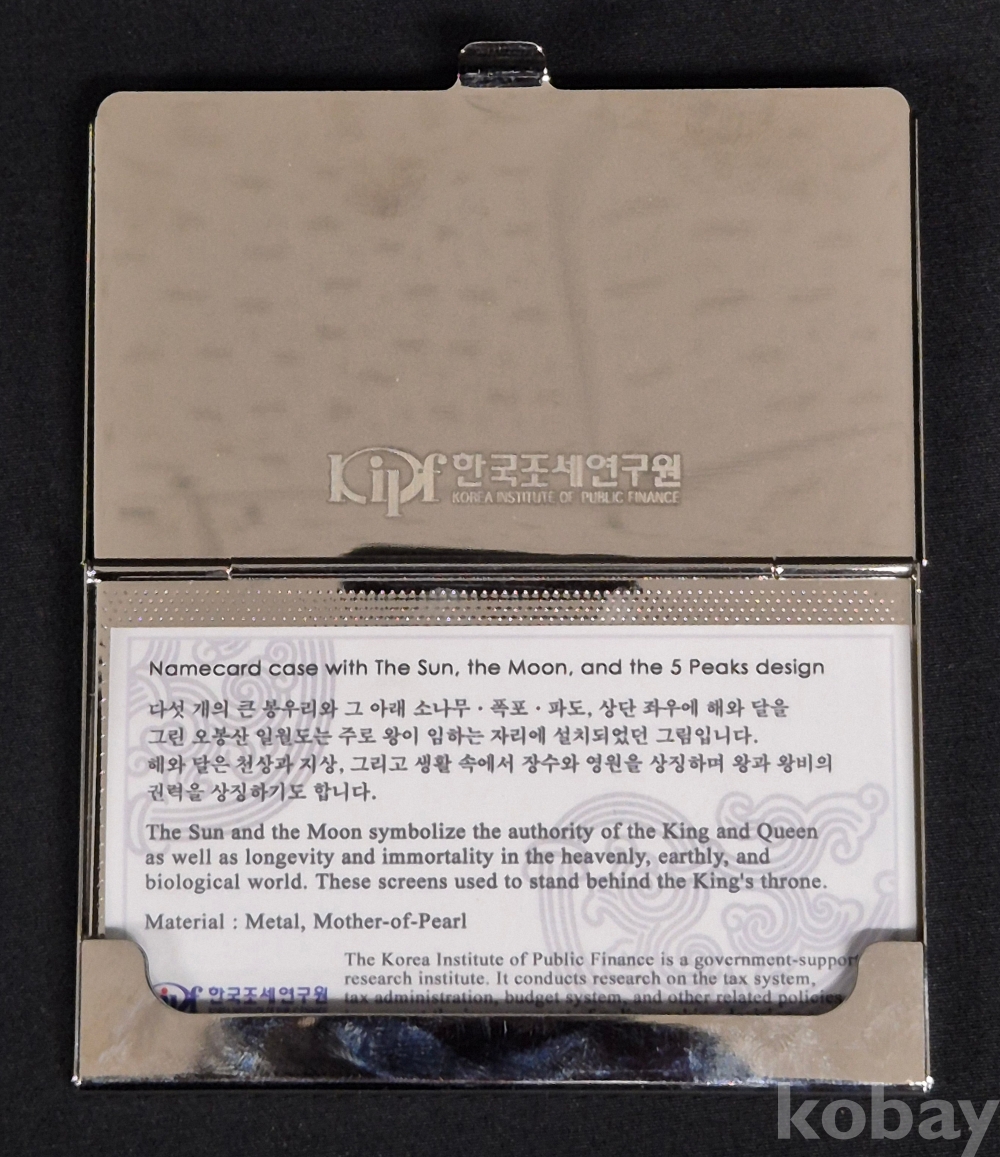 Kipf 한국조세연구원
KOREA INSTITUTE OF PUBLIC FINANCE
Namecard case with The Sun, the Moon, and the 5 Peaks design
다섯 개의 큰 봉우리와 그 아래 소나무 · 폭포 · 파도, 상단 좌우에 해와 달을
그린 오봉산 일월도는 주로 왕이 임하는 자리에 설치되었던 그림입니다.
해와 달은 천상과 지상, 그리고 생활 속에서 장수와 영원을 상징하며 왕과 왕비의
권력을 상징하기도 합니다.
The Sun and the Moon symbolize the authority of the King and Queen
as well as longevity and immortality in the heavenly, earthly, and
biological world. These screens used to stand behind the King's throne.
Material : Metal, Mother-of-Pearl
The Korea Institute of Public Finance is a government-suppor
research institute. It conducts research on the tax system,
한국조세연구원 tax administration, budget system, and other related policies
kobay